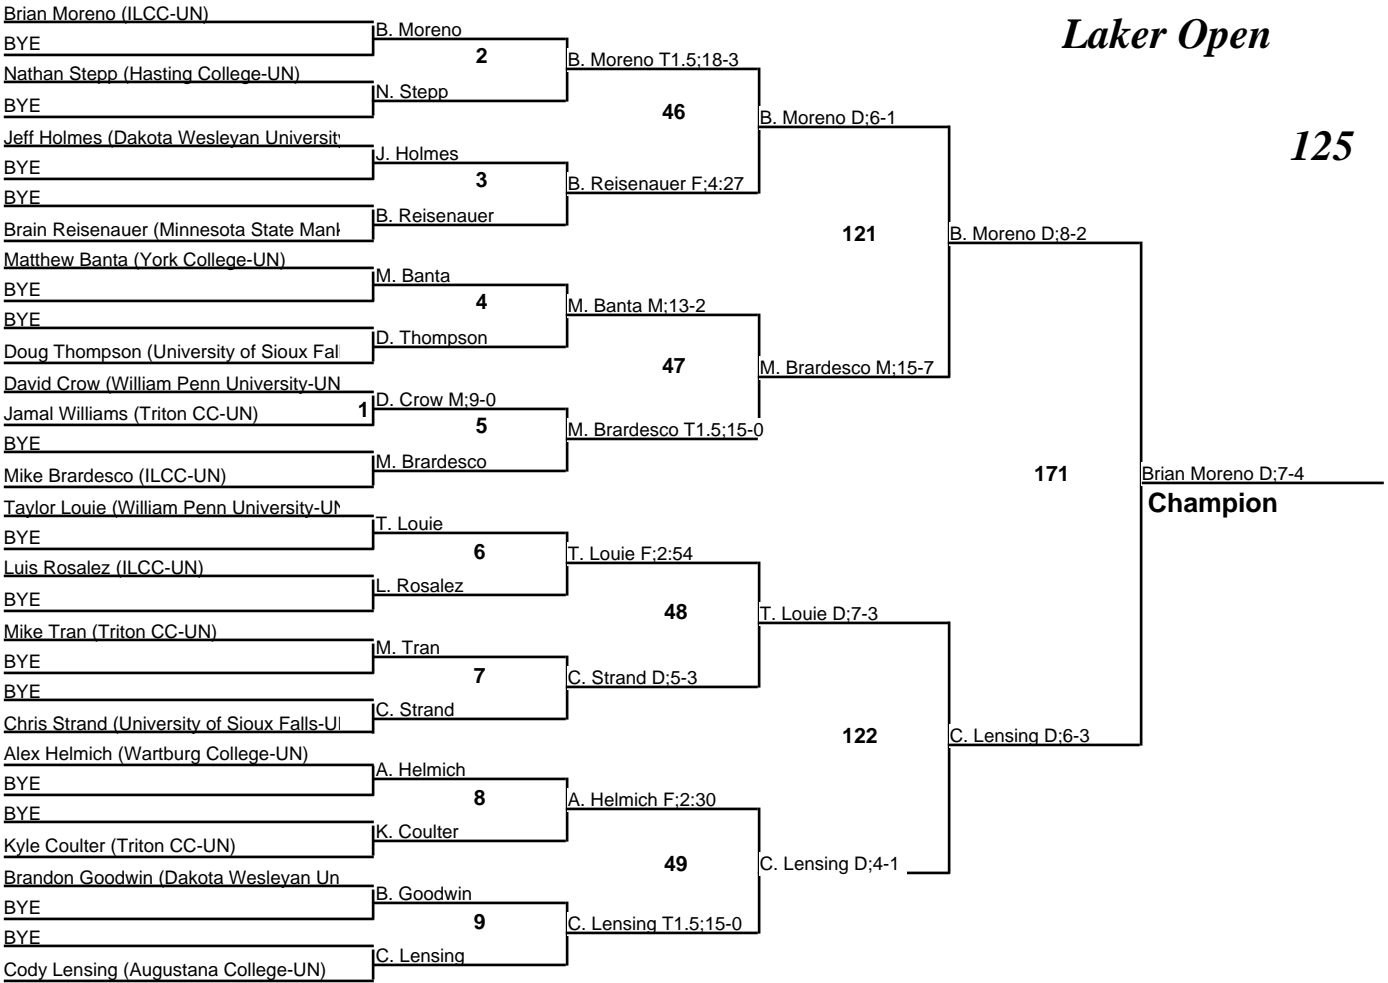 Laker Open
125
Brian Moreno (ILCC-UN)
BYE
Nathan Stepp (Hasting College-UN)
BYE
Jeff Holmes (Dakota Wesleyan University
BYE
BYE
Brain Reisenauer (Minnesota State Mank
Matthew Banta (York College-UN)
BYE
BYE
Doug Thompson (University of Sioux Fal
David Crow (William Penn University-UN
Jamal Williams (Triton CC-UN)
BYE
Mike Brardesco (ILCC-UN)
Taylor Louie (William Penn University-UN
BYE
Luis Rosalez (ILCC-UN)
BYE
Mike Tran (Triton CC-UN)
BYE
BYE
Chris Strand (University of Sioux Falls-U
Alex Helmich (Wartburg College-UN)
BYE
BYE
Kyle Coulter (Triton CC-UN)
Brandon Goodwin (Dakota Wesleyan Un
BYE
BYE
Cody Lensing (Augustana College-UN)
1
B. Moreno
2
N. Stepp
J. Holmes
3
B. Reisenauer
M. Banta
4
D. Thompson
D. Crow M;9-0
5
M. Brardesco
T. Louie
6
L. Rosalez
M. Tran
7
C. Strand
A. Helmich
8
K. Coulter
B. Goodwin
9
C. Lensing
B. Moreno T1.5;18-3
46
B. Reisenauer F;4:27
M. Banta M;13-2
47
M. Brardesco T1.5;15-0
T. Louie F;2:54
48
C. Strand D;5-3
A. Helmich F;2:30
49
C. Lensing T1.5;15-0
B. Moreno D;6-1
121
M. Brardesco M;15-7
T. Louie D;7-3
122
C. Lensing D;4-1
B. Moreno D;8-2
171
C. Lensing D;6-3
Brian Moreno D;7-4
Champion